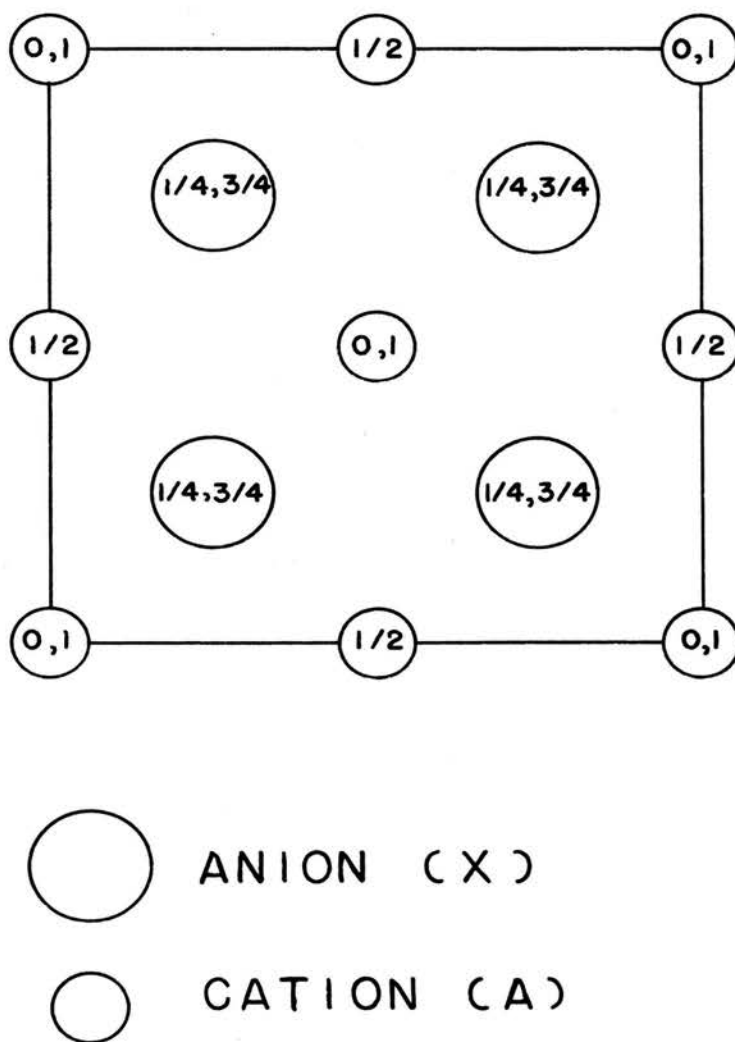 0,1 1/2 0,1
1/4,3/4 1/4,3/4
1/2 0,1 1/2
1/4,3/4 1/4,3/4
0,1 1/2 0,1
ANION (X)
CATION (A)